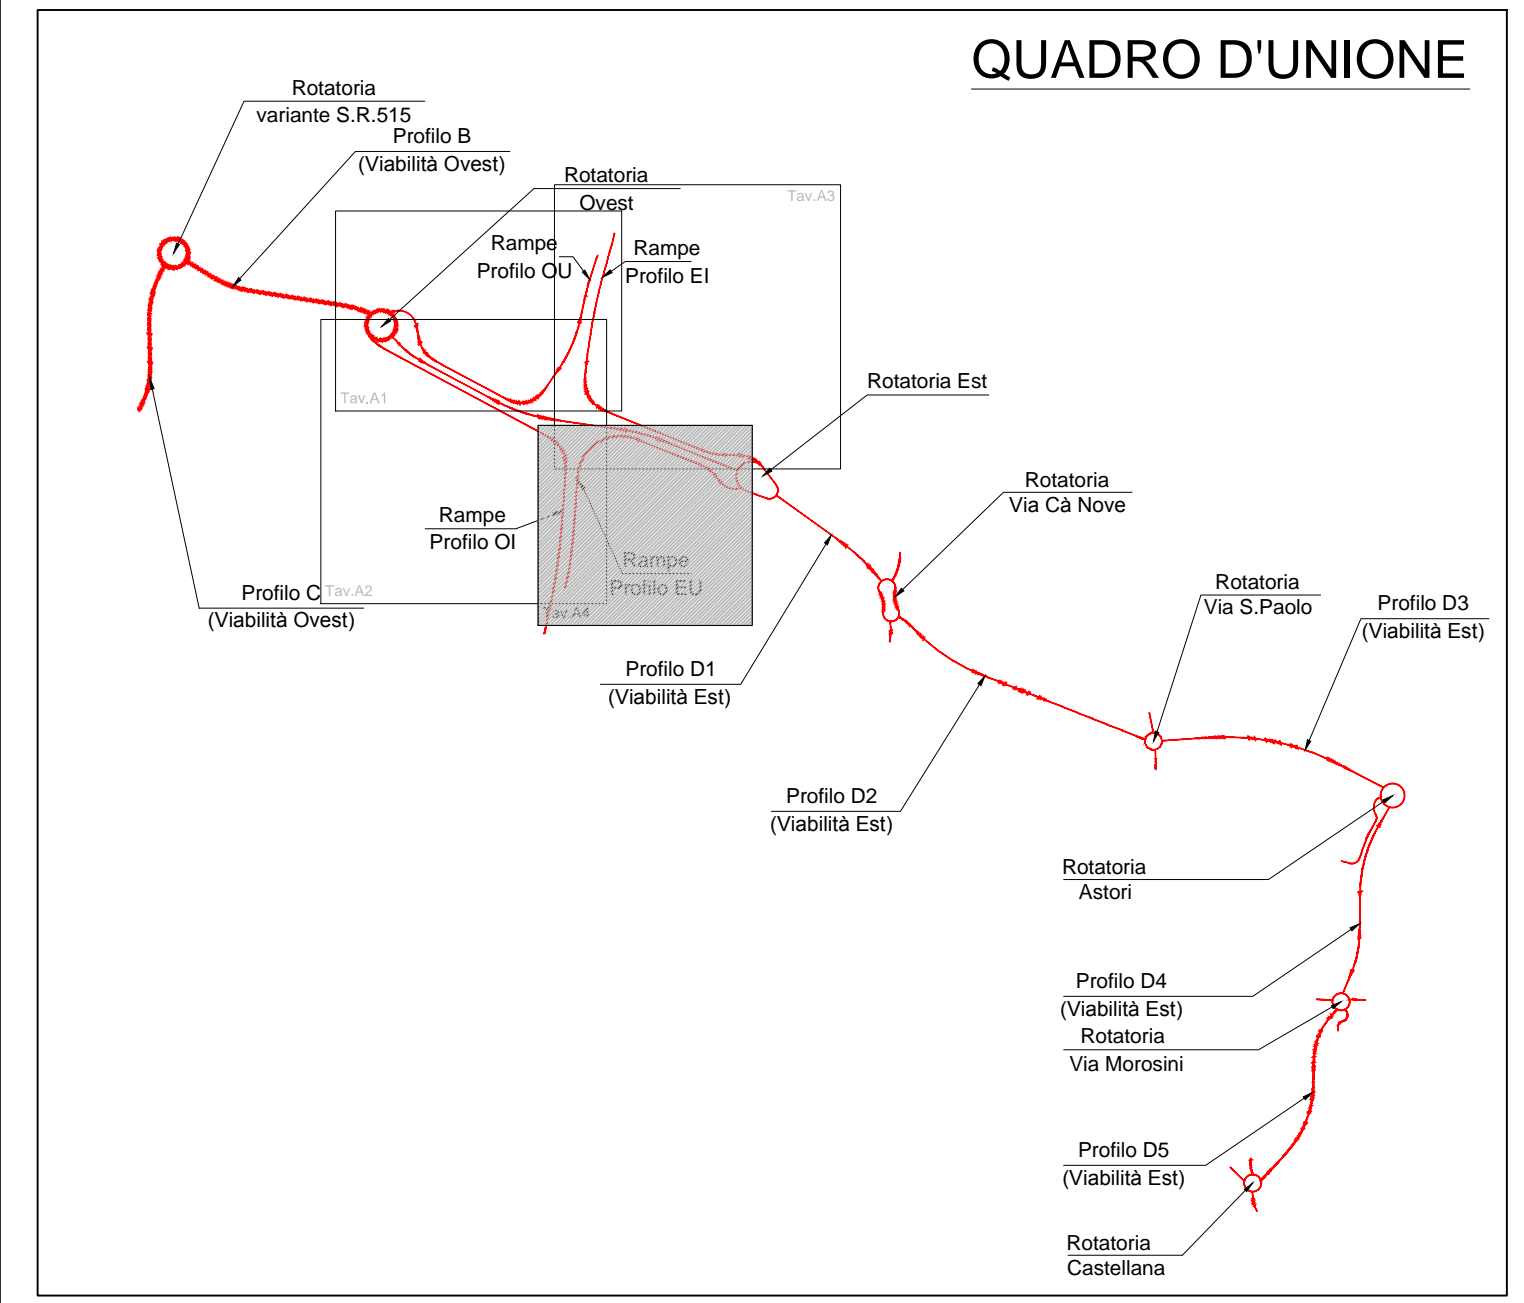 QUADRO D'UNIONE
Rotatoria
variante S.R.515
Profilo B
(Viabilità Ovest)
Rotatoria
Ovest
Tav.A3
Rampe
Profilo OU
Rampe
Profilo EI
Tav.A1
Rotatoria Est
Rotatoria
Via Cà Nove
Rampe
Profilo OI
Rampe
Profilo EU
Profilo C
(Viabilità Ovest)
Tav.A2
Tav.A4
Rotatoria
Via S.Paolo
Profilo D3
(Viabilità Est)
Profilo D1
(Viabilità Est)
Profilo D2
(Viabilità Est)
Rotatoria
Astori
Profilo D4
(Viabilità Est)
Rotatoria
Via Morosini
Profilo D5
(Viabilità Est)
Rotatoria
Castellana